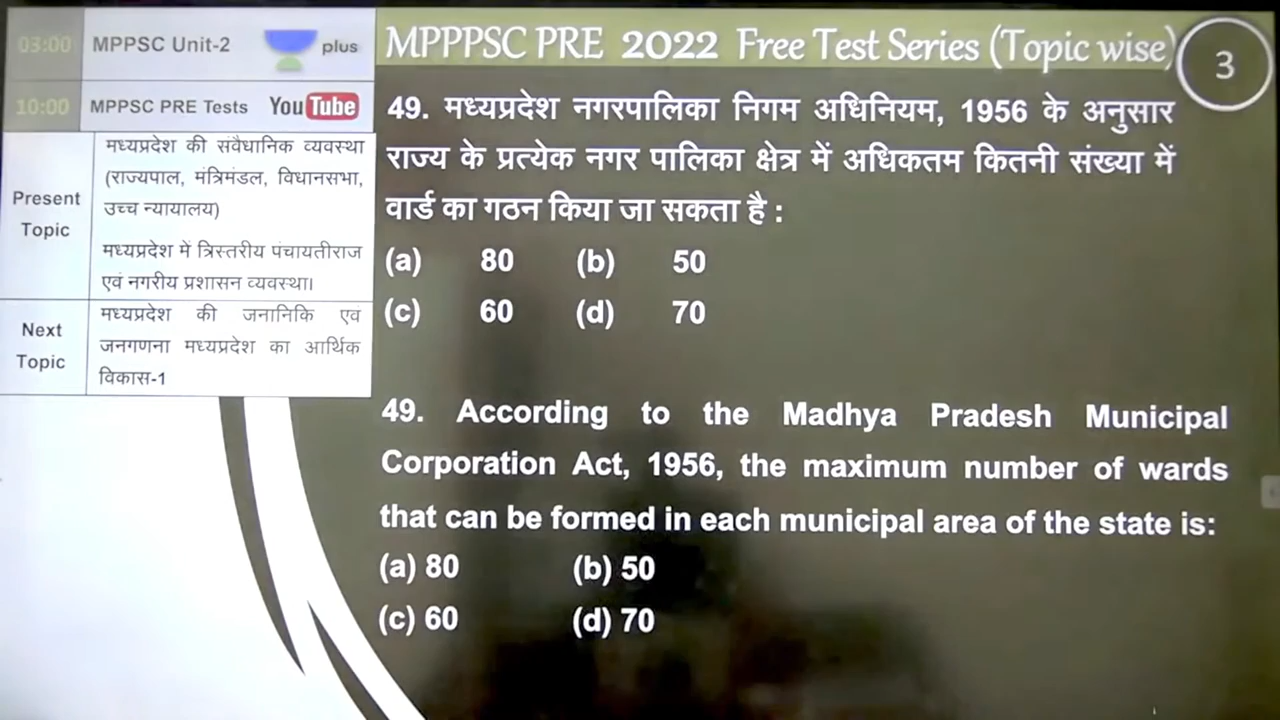 03:00 MPPSC Unit-2 plus
10:00 MPPSC PRE Tests YouTube
Present Topic
मध्यप्रदेश की संवैधानिक व्यवस्था
(राज्यपाल, मंत्रिमंडल, विधानसभा,
उच्च न्यायालय)
मध्यप्रदेश में त्रिस्तरीय पंचायतीराज
एवं नगरीय प्रशासन व्यवस्था।
Next Topic
मध्यप्रदेश की जनानिकि एवं
जनगणना मध्यप्रदेश का आर्थिक
विकास-1
MPPPSC PRE 2022 Free Test Series (Topic wise)
3
49. मध्यप्रदेश नगरपालिका निगम अधिनियम, 1956 के अनुसार
राज्य के प्रत्येक नगर पालिका क्षेत्र में अधिकतम कितनी संख्या में
वार्ड का गठन किया जा सकता है :
(a) 80 (b) 50
(c) 60 (d) 70
49. According to the Madhya Pradesh Municipal
Corporation Act, 1956, the maximum number of wards
that can be formed in each municipal area of the state is:
(a) 80 (b) 50
(c) 60 (d) 70